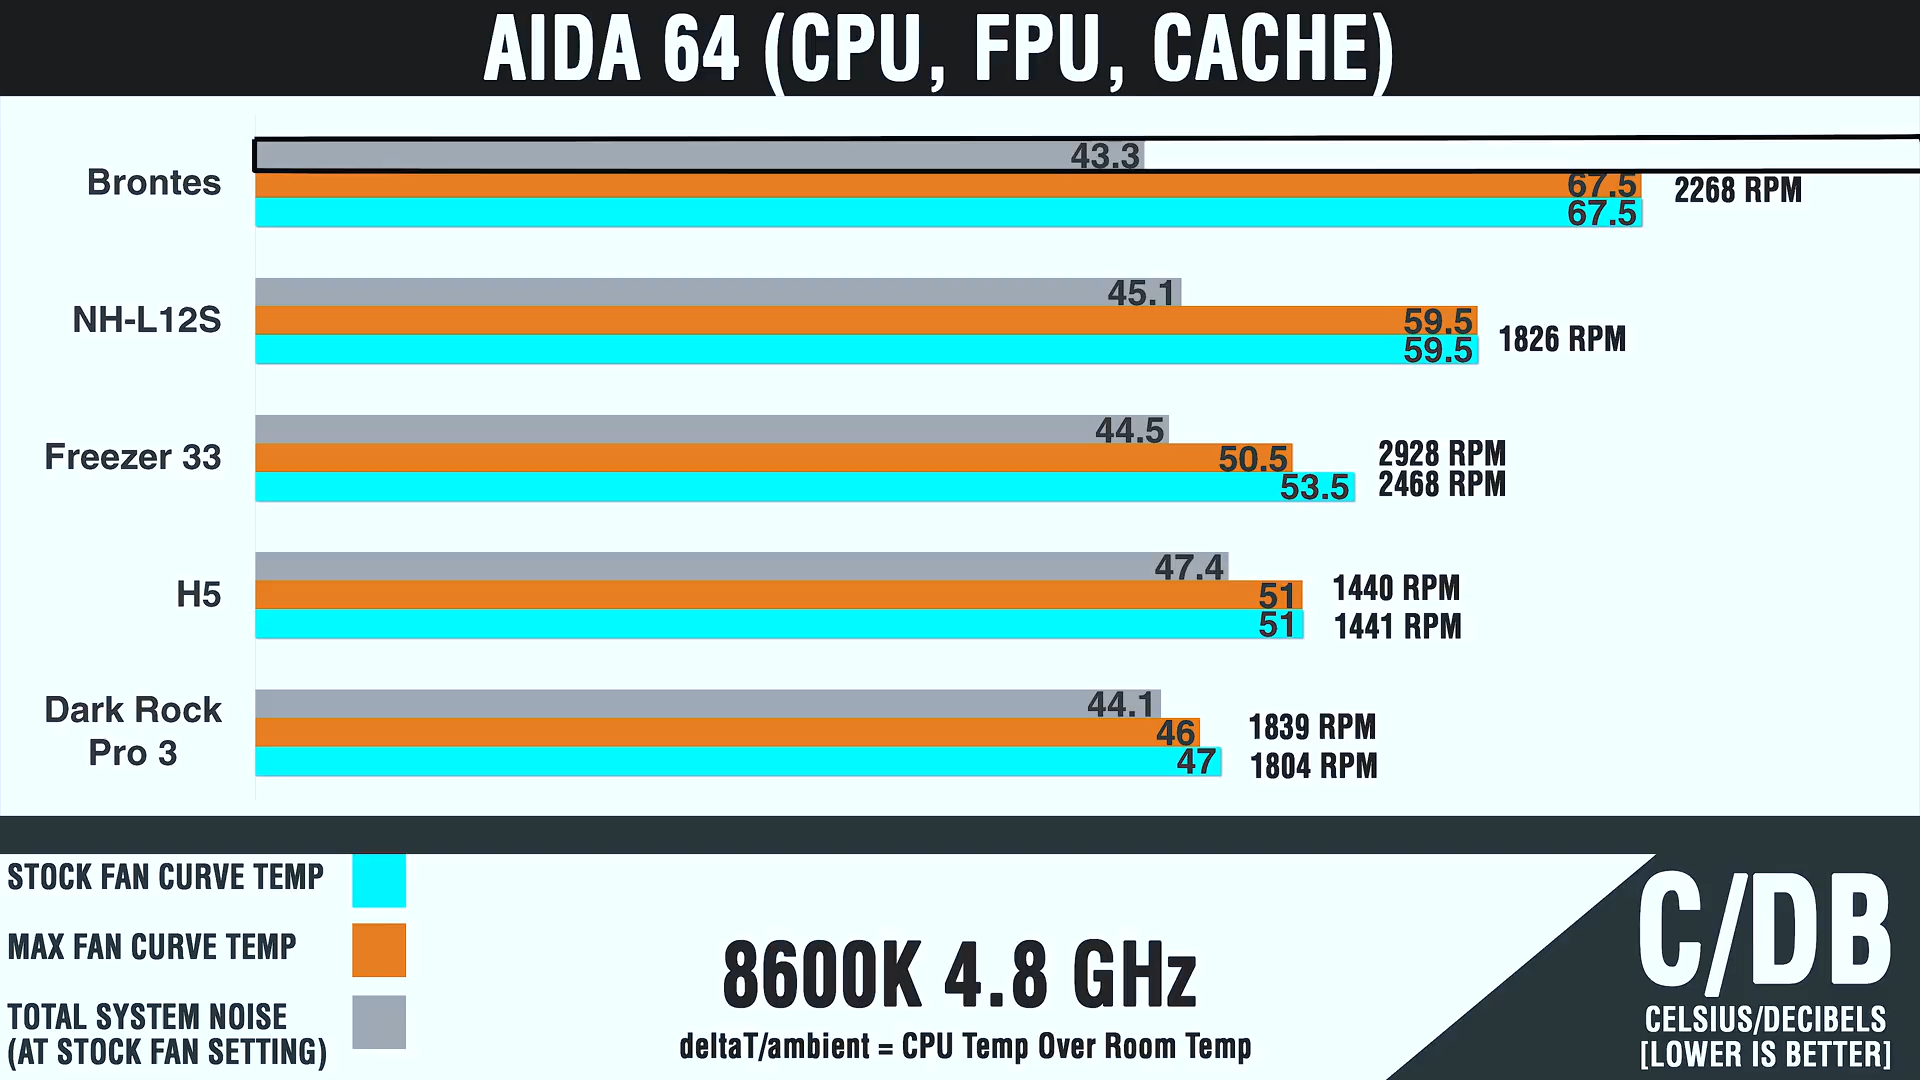 AIDA 64 (CPU, FPU, CACHE)
Brontes
43.3
67.5
67.5
2268 RPM
NH-L12S
45.1
59.5
59.5
1826 RPM
Freezer 33
44.5
50.5
53.5
2928 RPM
2468 RPM
H5
47.4
51
51
1440 RPM
1441 RPM
Dark Rock
Pro 3
44.1
46
47
1839 RPM
1804 RPM
STOCK FAN CURVE TEMP
MAX FAN CURVE TEMP
TOTAL SYSTEM NOISE
(AT STOCK FAN SETTING)
8600K 4.8 GHz
deltaT/ambient = CPU Temp Over Room Temp
C/DB
CELSIUS/DECIBELS
[LOWER IS BETTER]